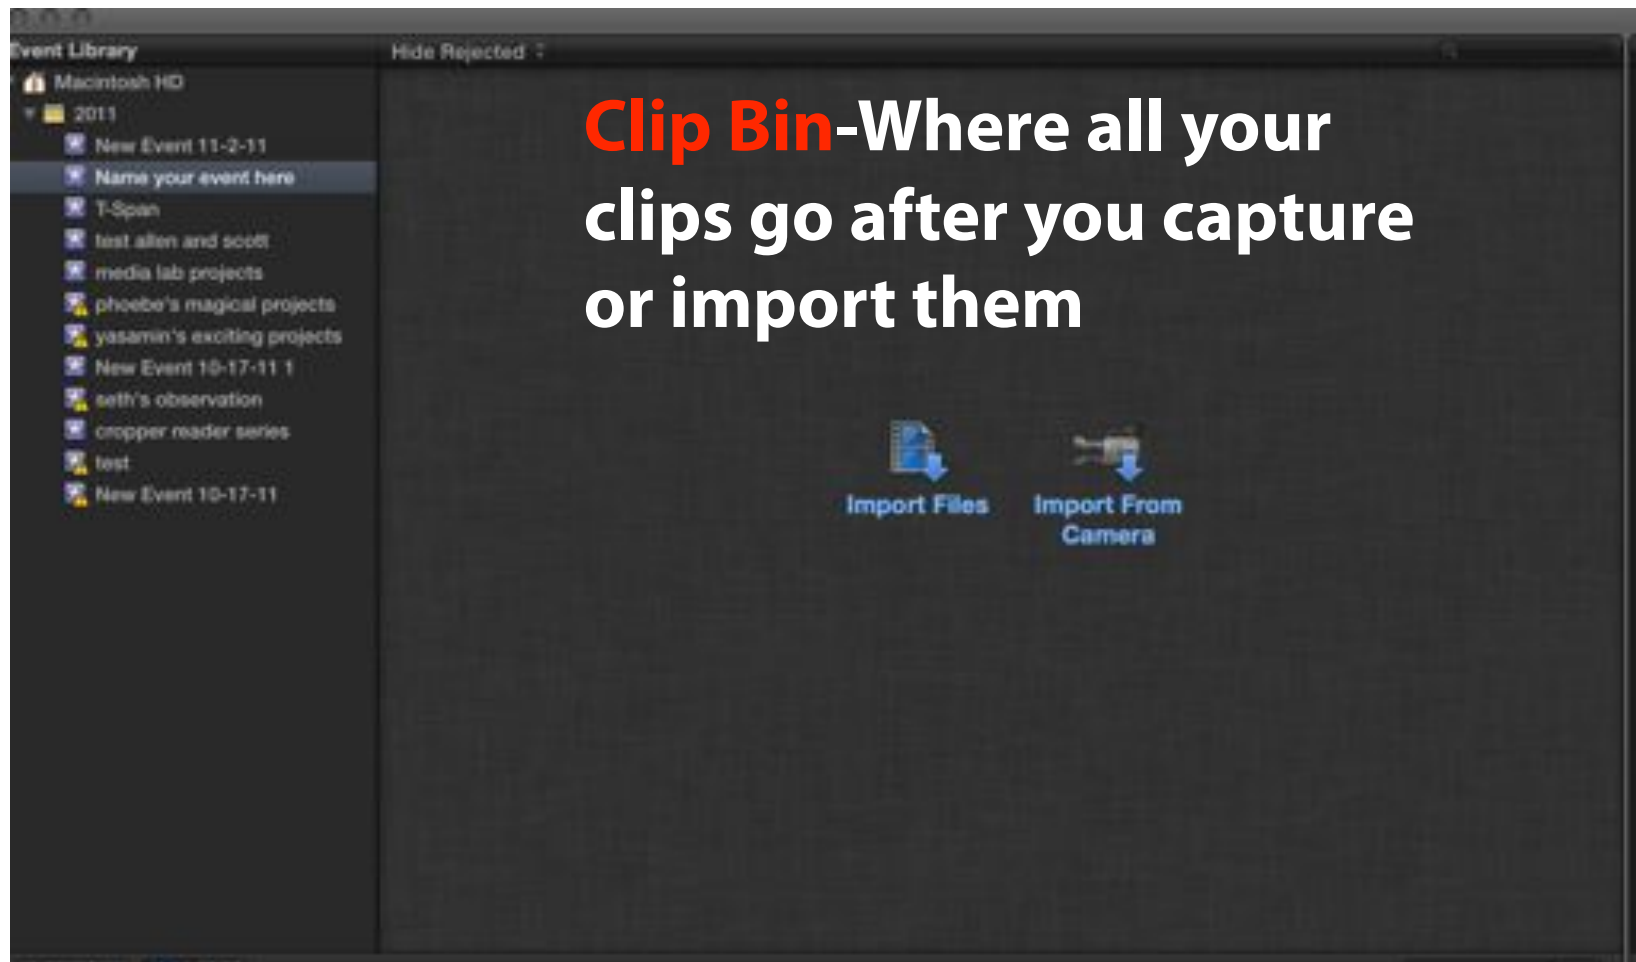 Event Library
Hide Rejected
Macintosh HD
2011
New Event 11-2-11
Name your event here
T-Span
test allen and scott
media lab projects
phoebe's magical projects
yasamin's exciting projects
New Event 10-17-11 1
seth's observation
cropper reader series
test
New Event 10-17-11
Clip Bin-Where all your
clips go after you capture
or import them
Import Files
Import From
Camera